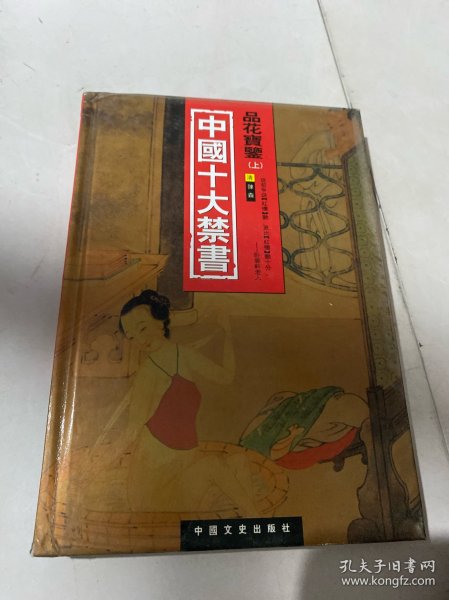 品花寶鑒
(上)
清 陳森
中國十大禁書
中國文史出版社
孔夫子旧书网
www.kongfz.com